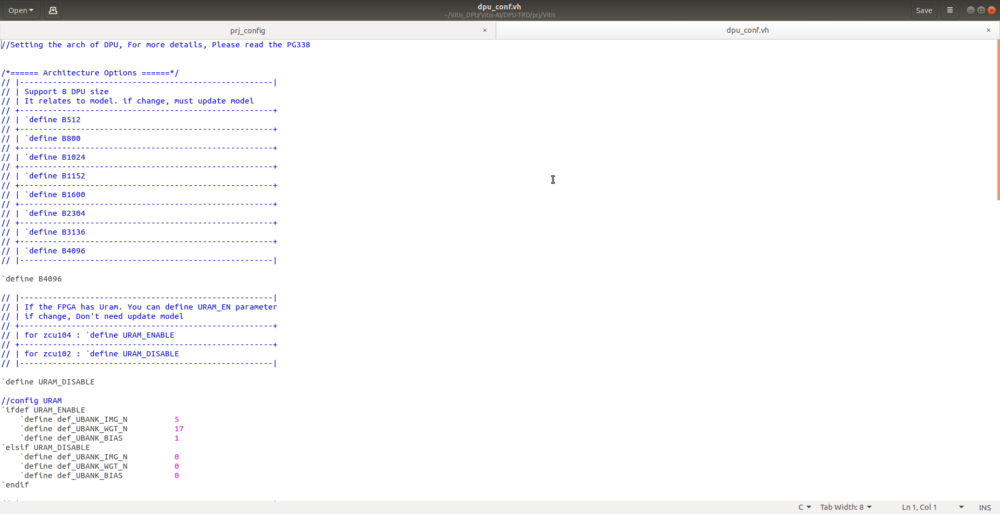 Open
dpu_conf.vh
~/Vitis_DPU/Vitis-AI/DPU-TRD/prj/Vitis
Save
prj_config ×
dpu_conf.vh ×
//Setting the arch of DPU, For more details, Please read the PG338
/*====== Architecture Options ======*/
// |------------------------------------------------------|
// | Support 8 DPU size
// | It relates to model. if change, must update model
// +------------------------------------------------------+
// | `define B512
// +------------------------------------------------------+
// | `define B800
// +------------------------------------------------------+
// | `define B1024
// +------------------------------------------------------+
// | `define B1152
// +------------------------------------------------------+
// | `define B1600
// +------------------------------------------------------+
// | `define B2304
// +------------------------------------------------------+
// | `define B3136
// +------------------------------------------------------+
// | `define B4096
// |------------------------------------------------------|
`define B4096
// |------------------------------------------------------|
// | If the FPGA has Uram. You can define URAM_EN parameter
// | if change, Don't need update model
// +------------------------------------------------------+
// | for zcu104 : `define URAM_ENABLE
// +------------------------------------------------------+
// | for zcu102 : `define URAM_DISABLE
// |------------------------------------------------------|
`define URAM_DISABLE
//config URAM
`ifdef URAM_ENABLE
    `define def_UBANK_IMG_N          5
    `define def_UBANK_WGT_N          17
    `define def_UBANK_BIAS           1
`elsif URAM_DISABLE
    `define def_UBANK_IMG_N          0
    `define def_UBANK_WGT_N          0
    `define def_UBANK_BIAS           0
`endif
C Tab Width: 8 Ln 1, Col 1 INS